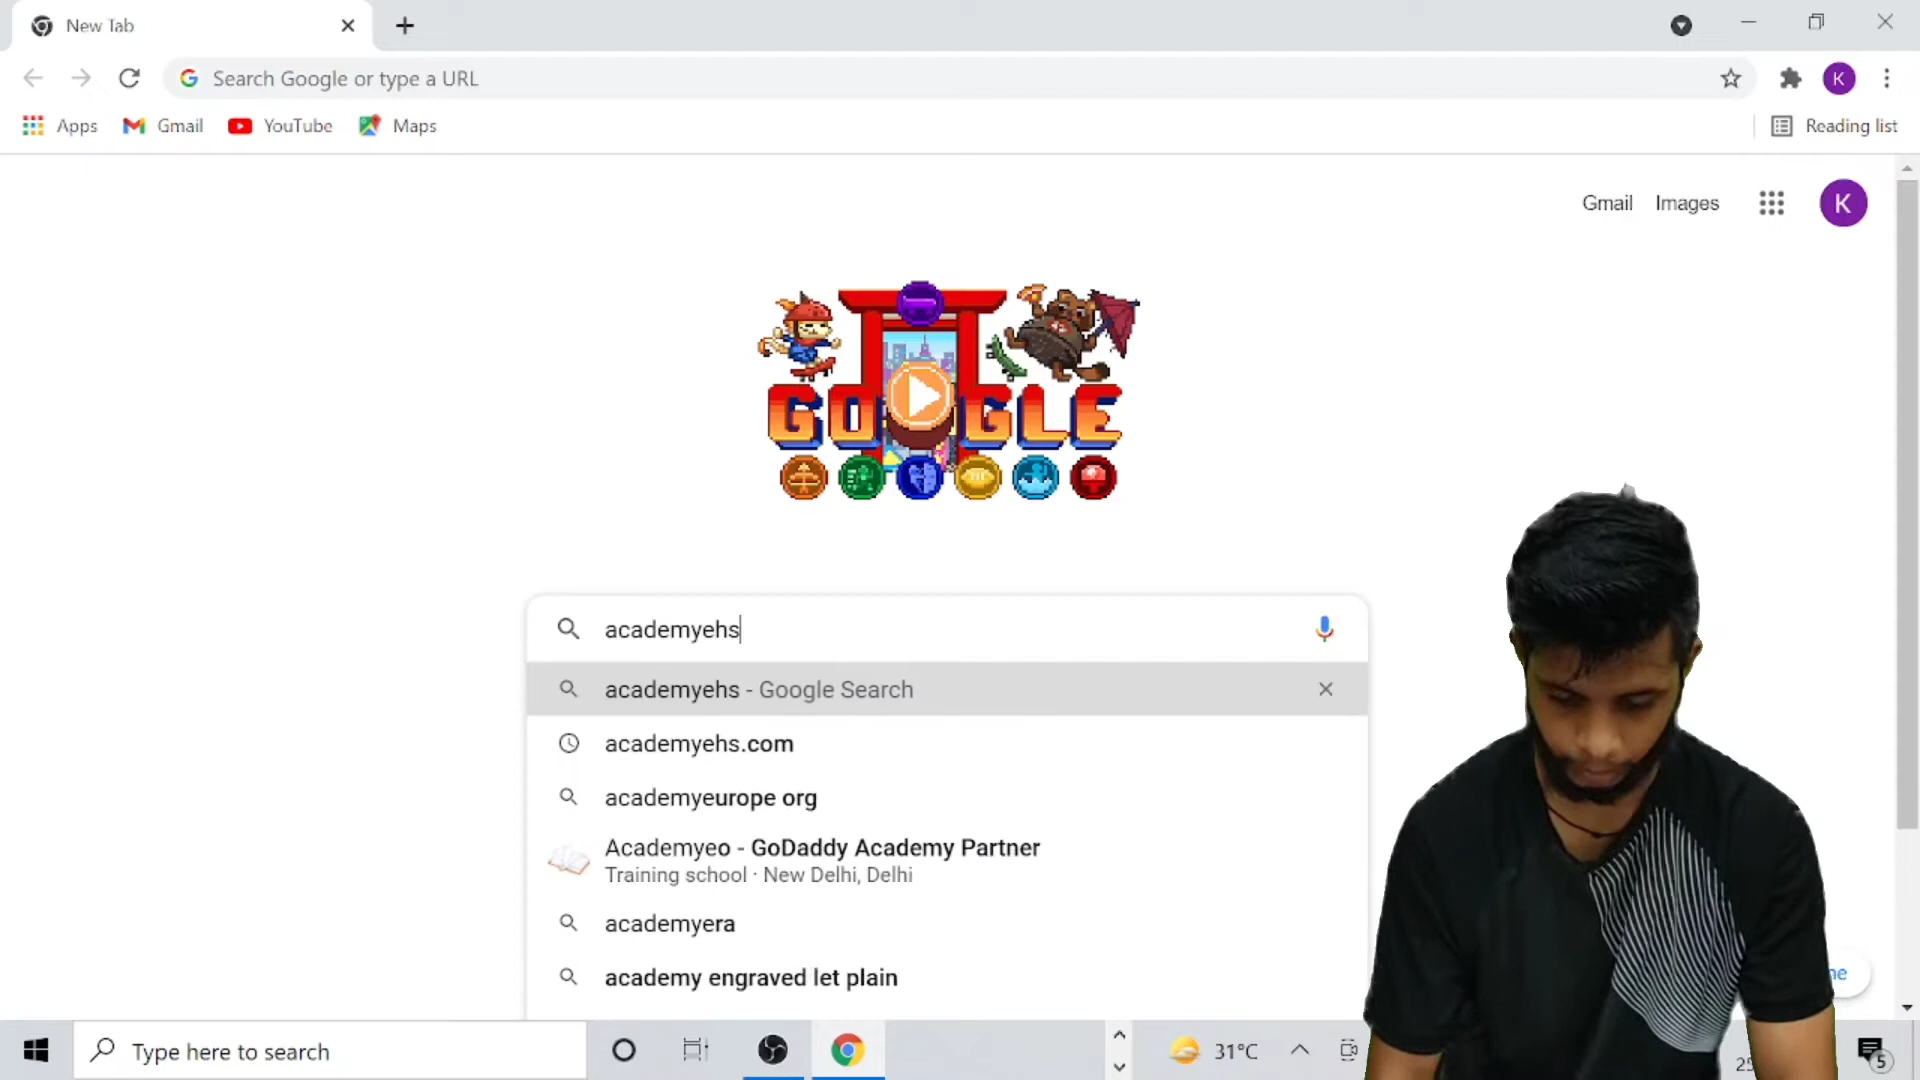 New Tab
Search Google or type a URL
K
Apps
Gmail
YouTube
Maps
Reading list
Gmail
Images
K
GOOGLE
academyehs
academyehs - Google Search
academyehs.com
academyeurope org
Academyeo - GoDaddy Academy Partner
Training school · New Delhi, Delhi
academyera
academy engraved let plain
Type here to search
31°C
5